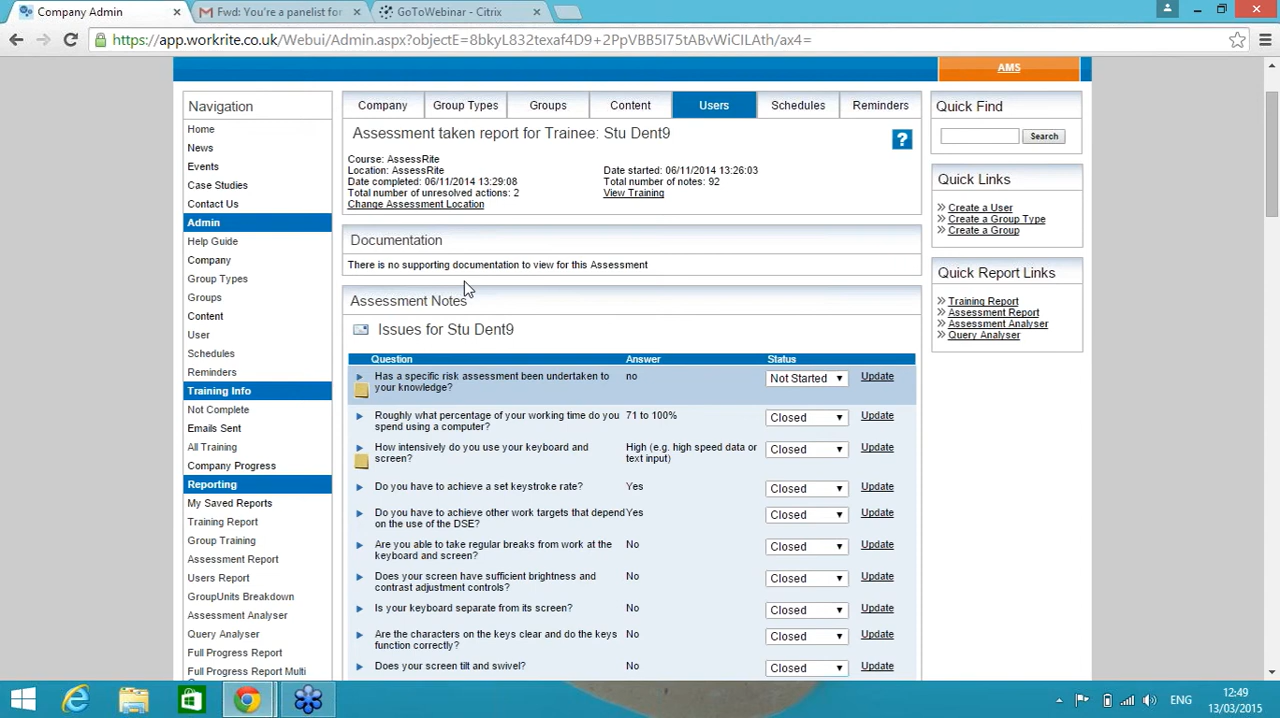 Company Admin
Fwd: You're a panelist for
GoToWebinar - Citrix
https://app.workrite.co.uk/Webui/Admin.aspx?objectE=8bkyL832texaf4D9+2PpVBB5I75tABvWiCILAth/ax4=
AMS
Navigation
Home
News
Events
Case Studies
Contact Us
Admin
Help Guide
Company
Group Types
Groups
Content
User
Schedules
Reminders
Training Info
Not Complete
Emails Sent
All Training
Company Progress
Reporting
My Saved Reports
Training Report
Group Training
Assessment Report
Users Report
GroupUnits Breakdown
Assessment Analyser
Query Analyser
Full Progress Report
Full Progress Report Multi
Company Group Types Groups Content Users Schedules Reminders
Assessment taken report for Trainee: Stu Dent9
?
Course: AssessRite
Location: AssessRite Date started: 06/11/2014 13:26:03
Date completed: 06/11/2014 13:29:08 Total number of notes: 92
Total number of unresolved actions: 2 View Training
Change Assessment Location
Documentation
There is no supporting documentation to view for this Assessment
Assessment Notes
Issues for Stu Dent9
Question Answer Status
Has a specific risk assessment been undertaken to no Not Started Update
your knowledge?
Roughly what percentage of your working time do you 71 to 100% Closed Update
spend using a computer?
How intensively do you use your keyboard and High (e.g. high speed data or Closed Update
screen? text input)
Do you have to achieve a set keystroke rate? Yes Closed Update
Do you have to achieve other work targets that depend Yes Closed Update
on the use of the DSE?
Are you able to take regular breaks from work at the No Closed Update
keyboard and screen?
Does your screen have sufficient brightness and No Closed Update
contrast adjustment controls?
Is your keyboard separate from its screen? No Closed Update
Are the characters on the keys clear and do the keys No Closed Update
function correctly?
Does your screen tilt and swivel? No Closed Update
Quick Find
Search
Quick Links
Create a User
Create a Group Type
Create a Group
Quick Report Links
Training Report
Assessment Report
Assessment Analyser
Query Analyser
ENG
12:49
13/03/2015